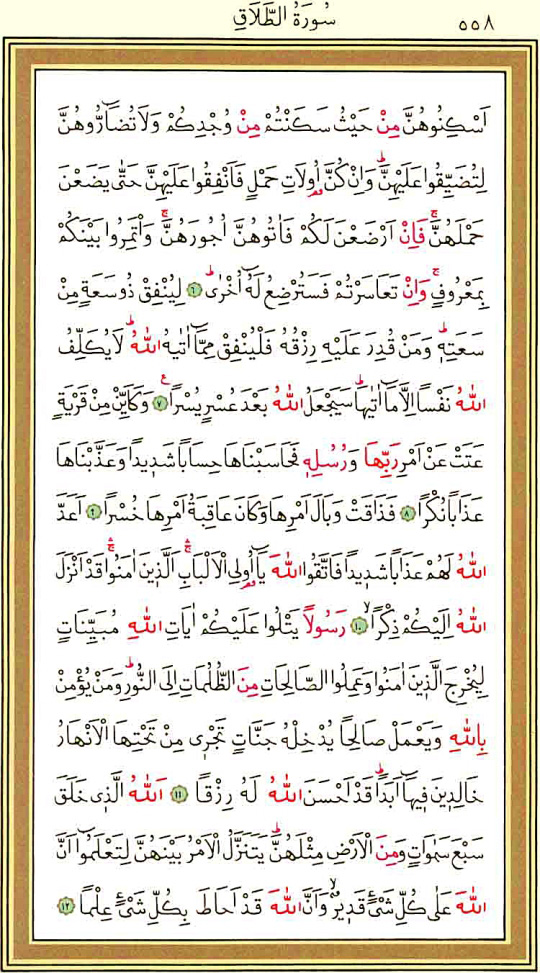 سُورَةُ الطَّلَاقِ ٥٥٨
اَسْكِنُوهُنَّ مِنْ حَيْثُ سَكَنْتُمْ مِنْ وُجْدِكُمْ وَلَا تُضَٓارُّوهُنَّ
لِتُضَيِّقُوا عَلَيْهِنَّۜ وَاِنْ كُنَّ اُو۬لَاتِ حَمْلٍ فَاَنْفِقُوا عَلَيْهِنَّ حَتّٰى يَضَعْنَ
حَمْلَهُنَّۚ فَاِنْ اَرْضَعْنَ لَكُمْ فَاٰتُوهُنَّ اُجُورَهُنَّۚ وَأْتَمِرُوا بَيْنَكُمْ
بِمَعْرُوفٍۚ وَاِنْ تَعَاسَرْتُمْ فَسَتُرْضِعُ لَهُٓ اُخْرٰىۜ ٦ لِيُنْفِقْ ذُو سَعَةٍ مِنْ
سَعَتِه۪ۜ وَمَنْ قُدِرَ عَلَيْهِ رِزْقُهُ فَلْيُنْفِقْ مِمَّٓا اٰتٰيهُ اللّٰهُۜ لَا يُكَلِّفُ
اللّٰهُ نَفْسًا اِلَّا مَٓا اٰتٰيهَاۜ سَيَجْعَلُ اللّٰهُ بَعْدَ عُسْرٍ يُسْرًا۟ ٧ وَكَاَيِّنْ مِنْ قَرْيَةٍ
عَتَتْ عَنْ اَمْرِ رَبِّهَا وَرُسُلِه۪ فَحَاسَبْنَاهَا حِسَابًا شَد۪يدًا وَعَذَّبْنَاهَا
عَذَابًا نُكْرًا ٨ فَذَاقَتْ وَبَالَ اَمْرِهَا وَكَانَ عَاقِبَةُ اَمْرِهَا خُسْرًا ٩ اَعَدَّ
اللّٰهُ لَهُمْ عَذَابًا شَد۪يدًا فَاتَّقُوا اللّٰهَ يَٓا اُو۬لِي الْاَلْبَابِۚۛ اَلَّذ۪ينَ اٰمَنُواۚۛ قَدْ اَنْزَلَ
اللّٰهُ اِلَيْكُمْ ذِكْرًاۙ ١٠ رَسُولًا يَتْلُوا عَلَيْكُمْ اٰيَاتِ اللّٰهِ مُبَيِّنَاتٍ
لِيُخْرِجَ الَّذ۪ينَ اٰمَنُوا وَعَمِلُوا الصَّالِحَاتِ مِنَ الظُّلُمَاتِ اِلَى النُّورِۜ وَمَنْ يُؤْمِنْ
بِاللّٰهِ وَيَعْمَلْ صَالِحًا يُدْخِلْهُ جَنَّاتٍ تَجْر۪ي مِنْ تَحْتِهَا الْاَنْهَارُ
خَالِد۪ينَ ف۪يهَٓا اَبَدًاۜ قَدْ اَحْسَنَ اللّٰهُ لَهُ رِزْقًا ١١ اَللّٰهُ الَّذ۪ي خَلَقَ
سَبْعَ سَمٰوَاتٍ وَمِنَ الْاَرْضِ مِثْلَهُنَّۜ يَتَنَزَّلُ الْاَمْرُ بَيْنَهُنَّ لِتَعْلَمُٓوا اَنَّ
اللّٰهَ عَلٰى كُلِّ شَيْءٍ قَد۪يرٌۙ وَاَنَّ اللّٰهَ قَدْ اَحَاطَ بِكُلِّ شَيْءٍ عِلْمًا ١٢